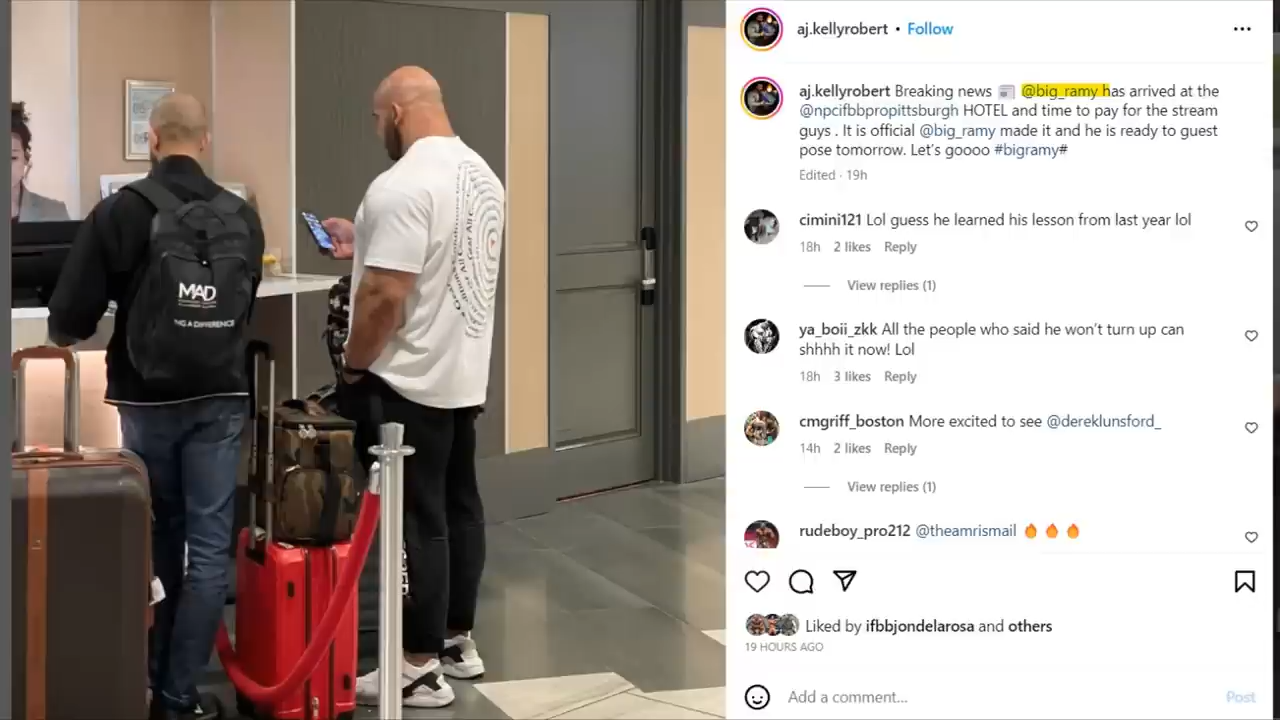 aj.kellyrobert • Follow
aj.kellyrobert Breaking news 📰 @big_ramy has arrived at the
@npcifbbpropittsburgh HOTEL and time to pay for the stream
guys . It is official @big_ramy made it and he is ready to guest
pose tomorrow. Let's goooo #bigramy#
Edited · 19h
cimini121 Lol guess he learned his lesson from last year lol
18h 2 likes Reply
View replies (1)
ya_boii_zkk All the people who said he won't turn up can
shhhh it now! Lol
18h 3 likes Reply
cmgriff_boston More excited to see @dereklunsford_
14h 2 likes Reply
View replies (1)
rudeboy_pro212 @theamrismail 🔥 🔥 🔥
Liked by ifbbjondelarosa and others
19 HOURS AGO
Add a comment...
Post
MAD
NG A DIFFERENCE